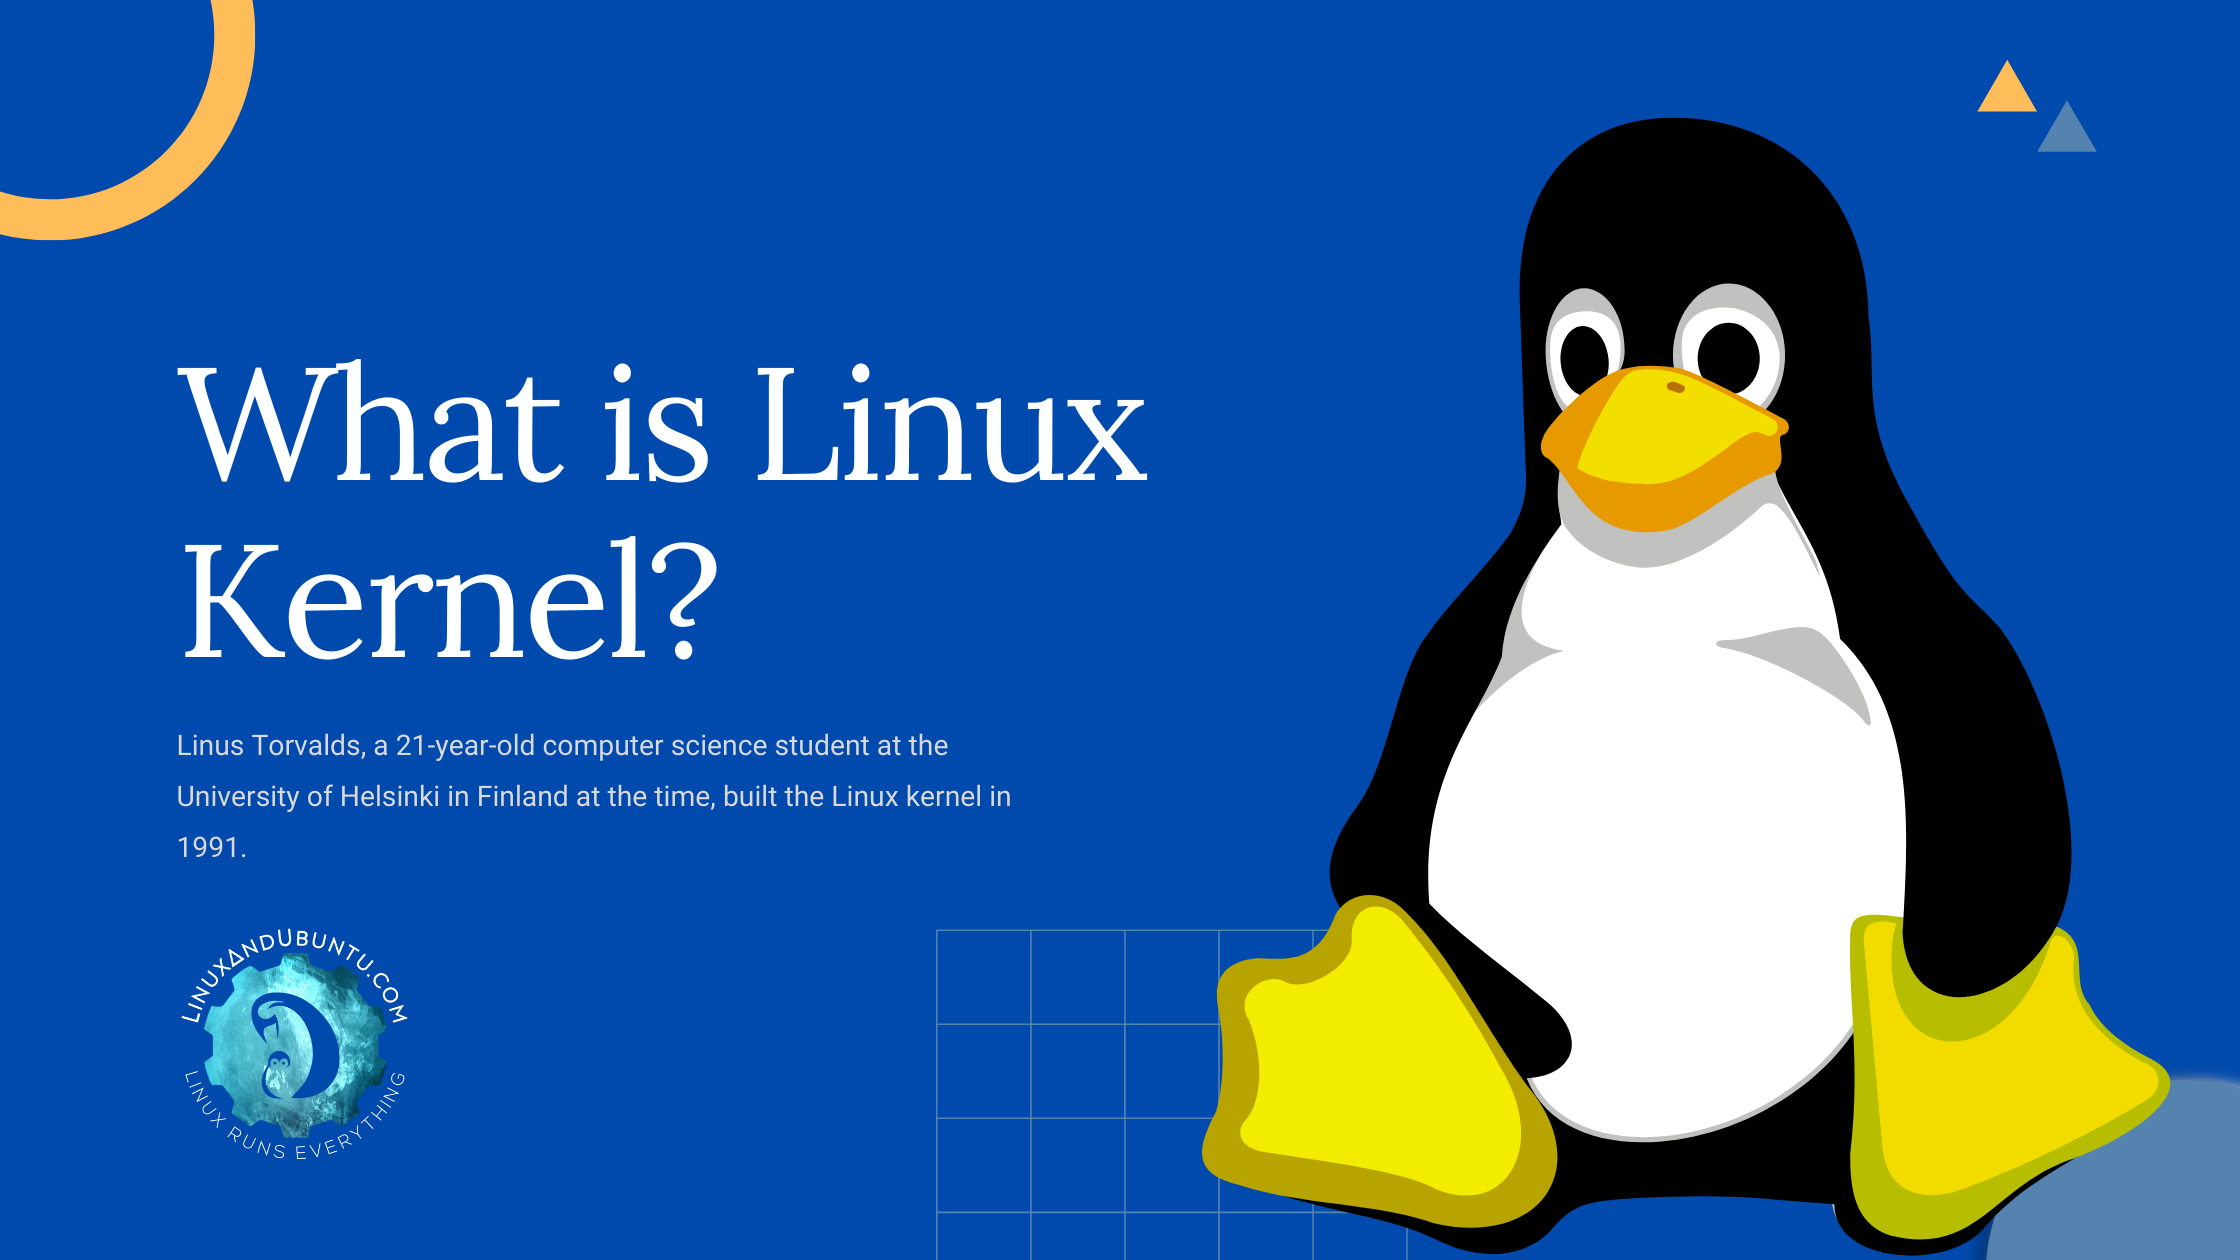 What is Linux
Kernel?
Linus Torvalds, a 21-year-old computer science student at the
University of Helsinki in Finland at the time, built the Linux kernel in
1991.
LINUXANDUBUNTU.COM
LINUX RUNS EVERYTHING